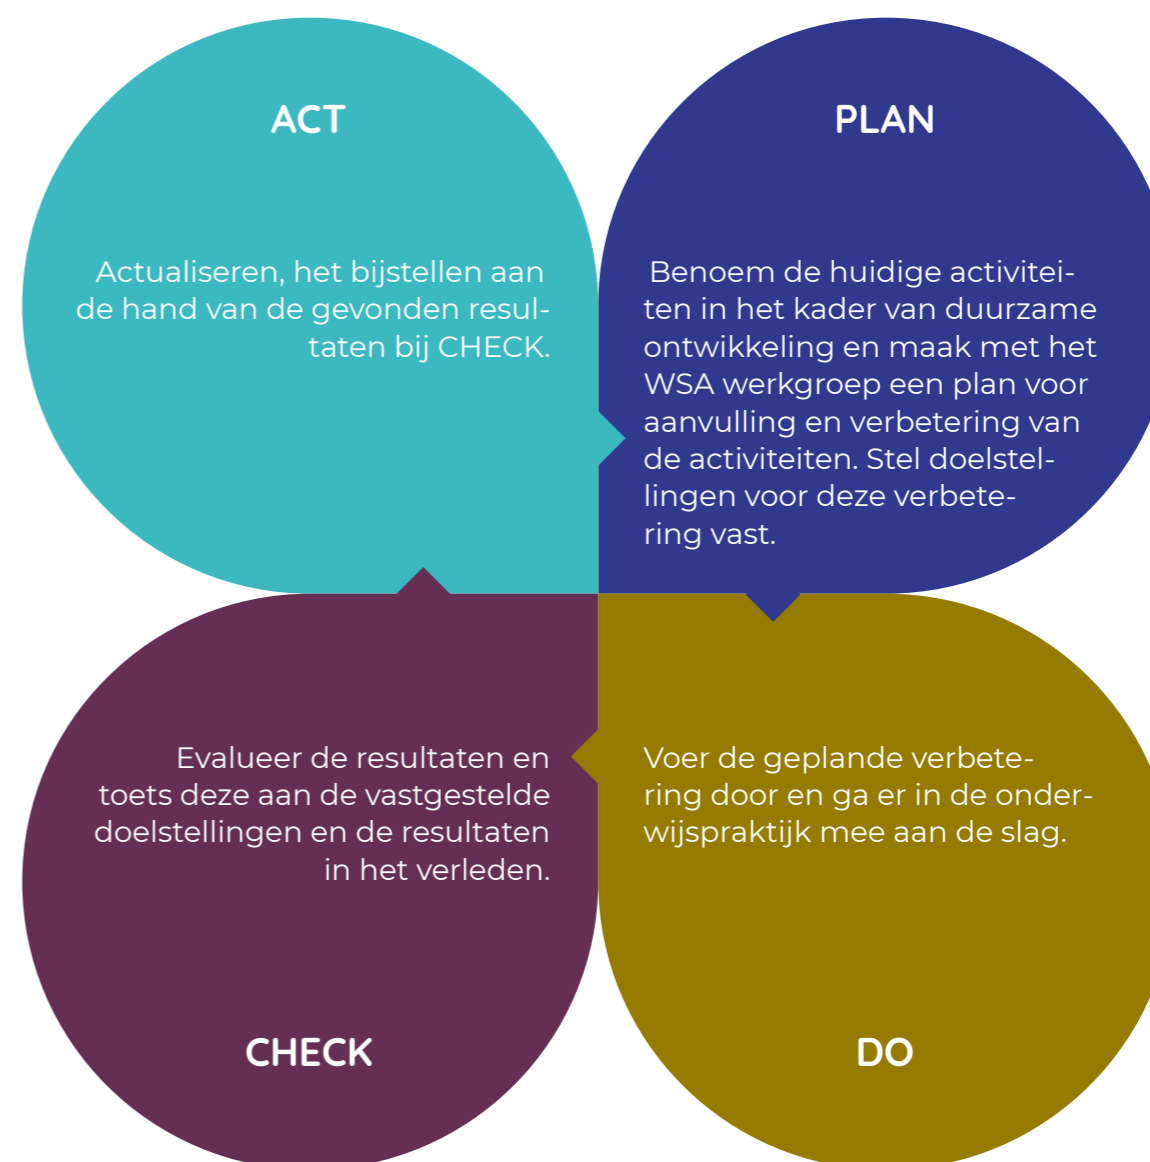 ACT
Actualiseren, het bijstellen aan
de hand van de gevonden resul-
taten bij CHECK.
PLAN
Benoem de huidige activitei-
ten in het kader van duurzame
ontwikkeling en maak met het
WSA werkgroep een plan voor
aanvulling en verbetering van
de activiteiten. Stel doelstel-
lingen voor deze verbete-
ring vast.
Evalueer de resultaten en
toets deze aan de vastgestelde
doelstellingen en de resultaten
in het verleden.
CHECK
Voer de geplande verbete-
ring door en ga er in de onder-
wijspraktijk mee aan de slag.
DO